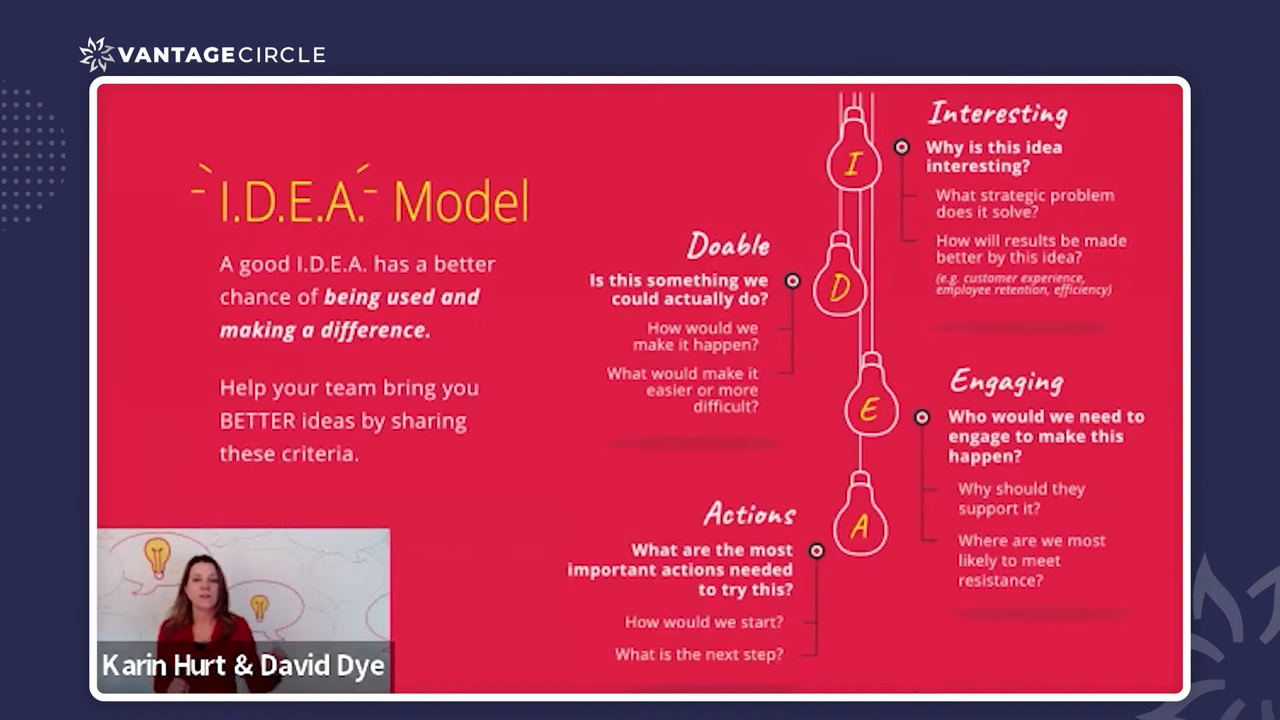 VANTAGECIRCLE
I.D.E.A. Model
A good I.D.E.A. has a better
chance of being used and
making a difference.
Help your team bring you
BETTER ideas by sharing
these criteria.
I
Interesting
Why is this idea
interesting?
What strategic problem
does it solve?
How will results be made
better by this idea?
(e.g. customer experience,
employee retention, efficiency)
D
Doable
Is this something we
could actually do?
How would we
make it happen?
What would make it
easier or more
difficult?
E
Engaging
Who would we need to
engage to make this
happen?
Why should they
support it?
Where are we most
likely to meet
resistance?
A
Actions
What are the most
important actions needed
to try this?
How would we start?
What is the next step?
Karin Hurt & David Dye